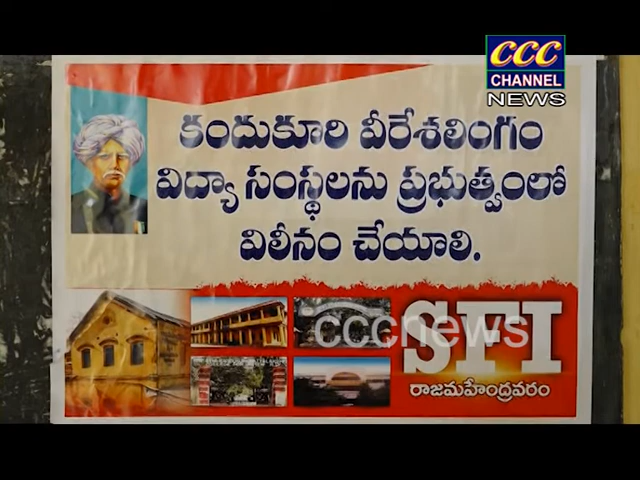 CCC
CHANNEL
NEWS
కందుకూరి వీరేశలింగం
విద్యా సంస్థలను ప్రభుత్వంలో
విలీనం చేయాలి.
cccnews
SFI
రాజమహేంద్రవరం